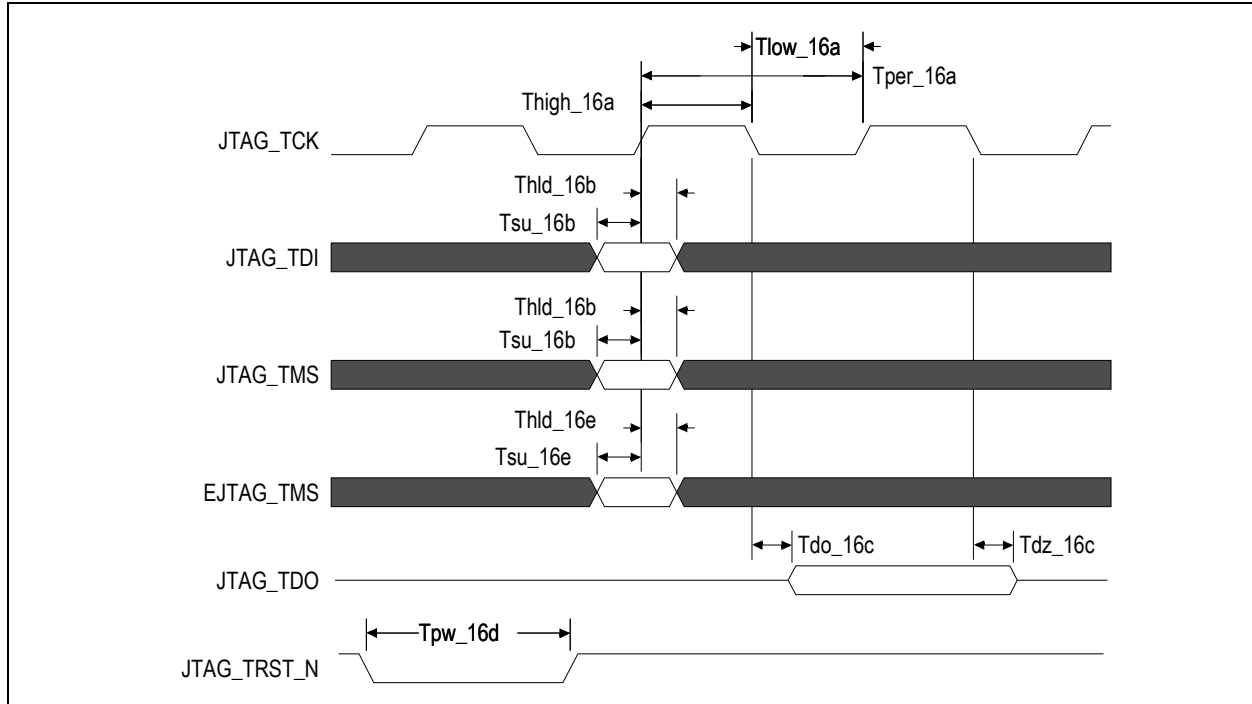 Tlow_16a
Tper_16a
Thigh_16a
JTAG_TCK
Thld_16b
Tsu_16b
JTAG_TDI
Thld_16b
Tsu_16b
JTAG_TMS
Thld_16e
Tsu_16e
EJTAG_TMS
Tdo_16c
Tdz_16c
JTAG_TDO
Tpw_16d
JTAG_TRST_N